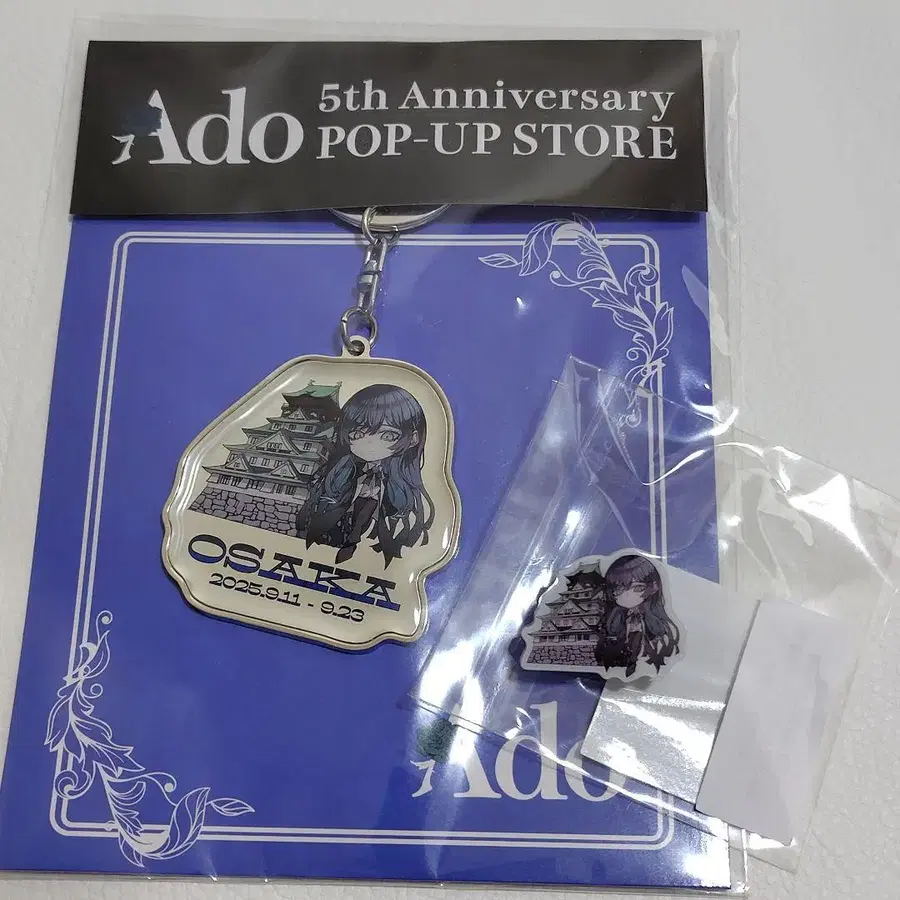 Ado
5th Anniversary
POP-UP STORE
OSAKA
2025.9.11 - 9.23
Ado